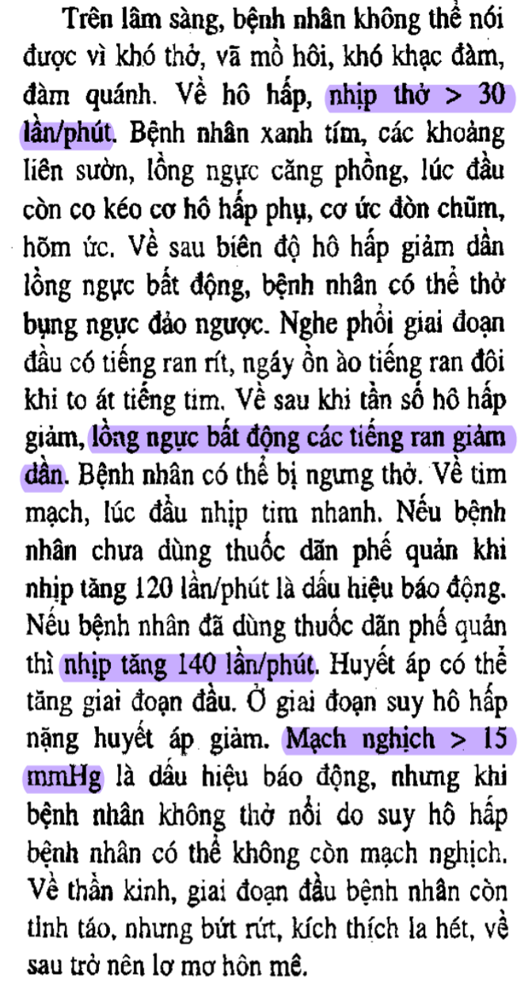 Trên lâm sàng, bệnh nhân không thể nói
được vì khó thở, vã mồ hôi, khó khạc đàm,
đàm quánh. Về hô hấp, nhịp thở > 30
lần/phút. Bệnh nhân xanh tím, các khoảng
liên sườn, lồng ngực căng phồng, lúc đầu
còn co kéo cơ hô hấp phụ, cơ ức đòn chũm,
hõm ức. Về sau biên độ hô hấp giảm dần
lồng ngực bất động, bệnh nhân có thể thở
bụng ngực đảo ngược. Nghe phổi giai đoạn
đầu có tiếng ran rít, ngáy ồn ào tiếng ran đôi
khi to át tiếng tim. Về sau khi tần số hô hấp
giảm, lồng ngực bất động các tiếng ran giảm
dần. Bệnh nhân có thể bị ngưng thở. Về tim
mạch, lúc đầu nhịp tim nhanh. Nếu bệnh
nhân chưa dùng thuốc dãn phế quản khi
nhịp tăng 120 lần/phút là dấu hiệu báo động.
Nếu bệnh nhân đã dùng thuốc dãn phế quản
thì nhịp tăng 140 lần/phút. Huyết áp có thể
tăng giai đoạn đầu. Ở giai đoạn suy hô hấp
nặng huyết áp giảm. Mạch nghịch > 15
mmHg là dấu hiệu báo động, nhưng khi
bệnh nhân không thở nổi do suy hô hấp
bệnh nhân có thể không còn mạch nghịch.
Về thần kinh, giai đoạn đầu bệnh nhân còn
tỉnh táo, nhưng bứt rứt, kích thích la hét, về
sau trở nên lơ mơ hôn mê.